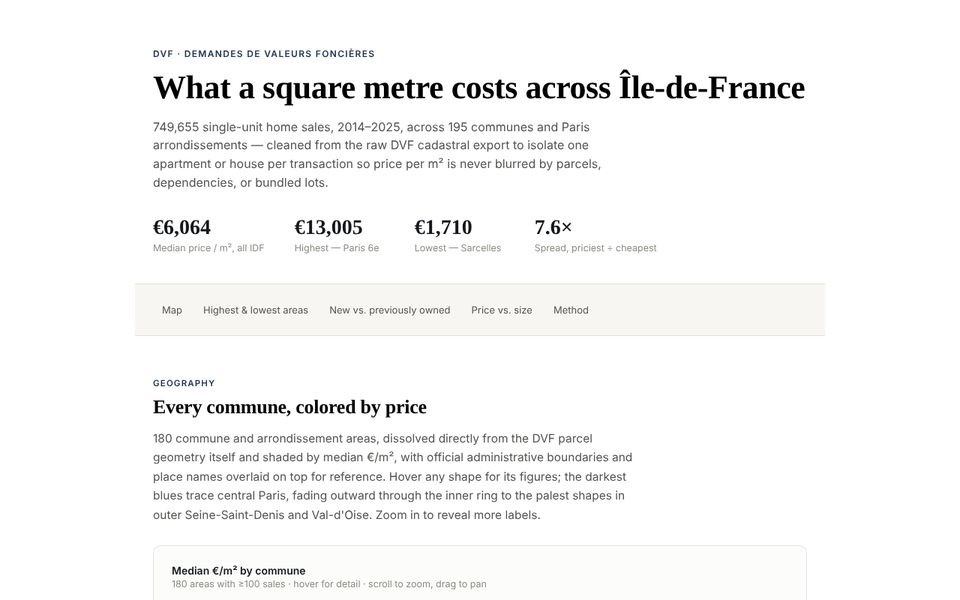 DVF · DEMANDES DE VALEURS FONCIÈRES
What a square metre costs across Île-de-France
749,655 single-unit home sales, 2014–2025, across 195 communes and Paris
arrondissements — cleaned from the raw DVF cadastral export to isolate one
apartment or house per transaction so price per m² is never blurred by parcels,
dependencies, or bundled lots.
€6,064 €13,005 €1,710 7.6×
Median price / m², all IDF Highest — Paris 6e Lowest — Sarcelles Spread, priciest ÷ cheapest
Map Highest & lowest areas New vs. previously owned Price vs. size Method
GEOGRAPHY
Every commune, colored by price
180 commune and arrondissement areas, dissolved directly from the DVF parcel
geometry itself and shaded by median €/m², with official administrative boundaries and
place names overlaid on top for reference. Hover any shape for its figures; the darkest
blues trace central Paris, fading outward through the inner ring to the palest shapes in
outer Seine-Saint-Denis and Val-d'Oise. Zoom in to reveal more labels.
Median €/m² by commune
180 areas with ≥100 sales · hover for detail · scroll to zoom, drag to pan